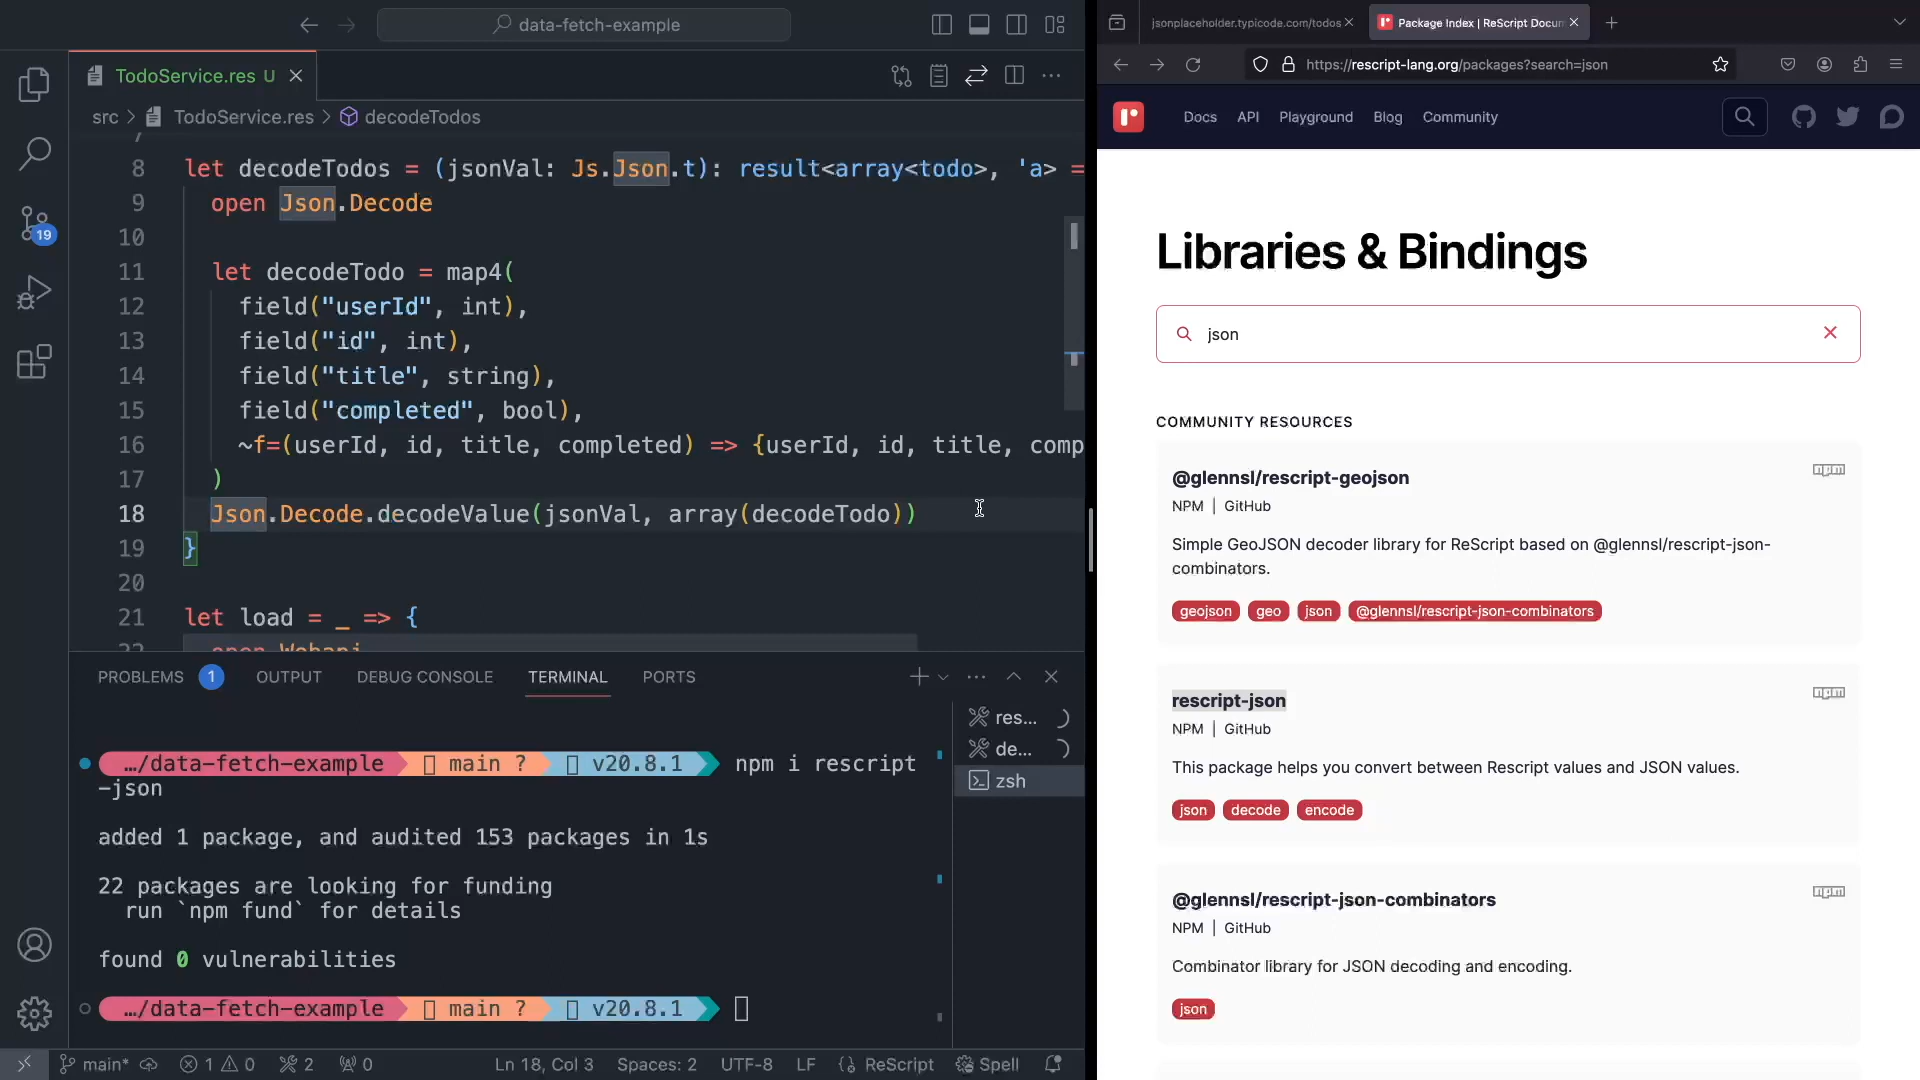 data-fetch-example
TodoService.res U
src > TodoService.res > decodeTodos
7
8 let decodeTodos = (jsonVal: Js.Json.t): result<array<todo>, 'a> =
9 open Json.Decode
10
11 let decodeTodo = map4(
12 field("userId", int),
13 field("id", int),
14 field("title", string),
15 field("completed", bool),
16 ~f=(userId, id, title, completed) => {userId, id, title, comp
17 )
18 Json.Decode.decodeValue(jsonVal, array(decodeTodo))
19 }
20
21 let load = _ => {
22 open Webapi
19
PROBLEMS 1 OUTPUT DEBUG CONSOLE TERMINAL PORTS
res...
de...
zsh
…/data-fetch-example main ? v20.8.1 npm i rescript
-json
added 1 package, and audited 153 packages in 1s
22 packages are looking for funding
run `npm fund` for details
found 0 vulnerabilities
…/data-fetch-example main ? v20.8.1
main* 1 0 2 0 Ln 18, Col 3 Spaces: 2 UTF-8 LF ReScript Spell
jsonplaceholder.typicode.com/todos
Package Index | ReScript Docum
https://rescript-lang.org/packages?search=json
Docs API Playground Blog Community
Libraries & Bindings
json
COMMUNITY RESOURCES
@glennsl/rescript-geojson
npm
NPM | GitHub
Simple GeoJSON decoder library for ReScript based on @glennsl/rescript-json-
combinators.
geojson geo json @glennsl/rescript-json-combinators
rescript-json
npm
NPM | GitHub
This package helps you convert between Rescript values and JSON values.
json decode encode
@glennsl/rescript-json-combinators
npm
NPM | GitHub
Combinator library for JSON decoding and encoding.
json